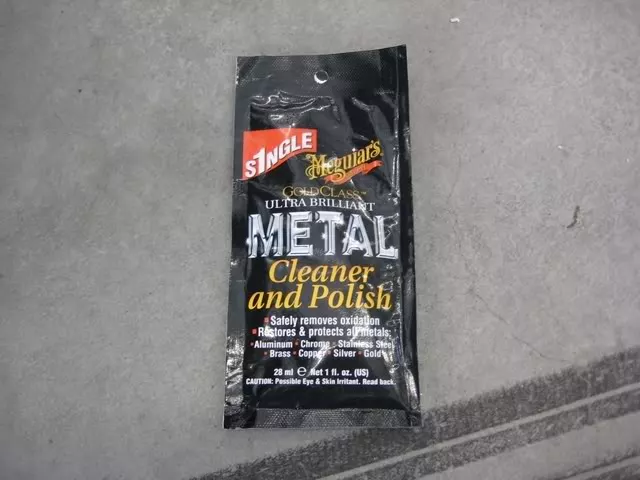 S1NGLE
Meguiar's
GOLD CLASS™
ULTRA BRILLIANT
METAL
Cleaner
and Polish
▪ Safely removes oxidation
▪ Restores & protects all metals:
• Aluminum • Chrome • Stainless Steel
• Brass • Copper • Silver • Gold
28 ml ℮ Net 1 fl. oz. (US)
CAUTION: Possible Eye & Skin Irritant. Read back.